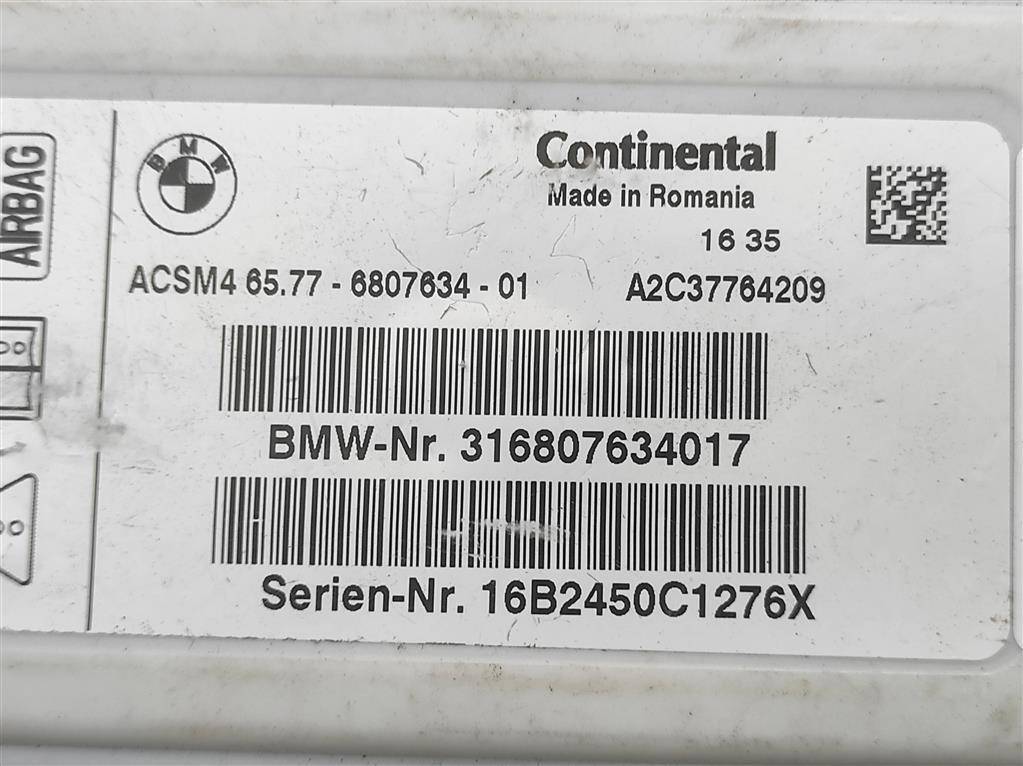 AIRBAG
BMW
Continental
Made in Romania
16 35
ACSM4 65.77 - 6807634 - 01 A2C37764209
BMW-Nr. 316807634017
Serien-Nr. 16B2450C1276X